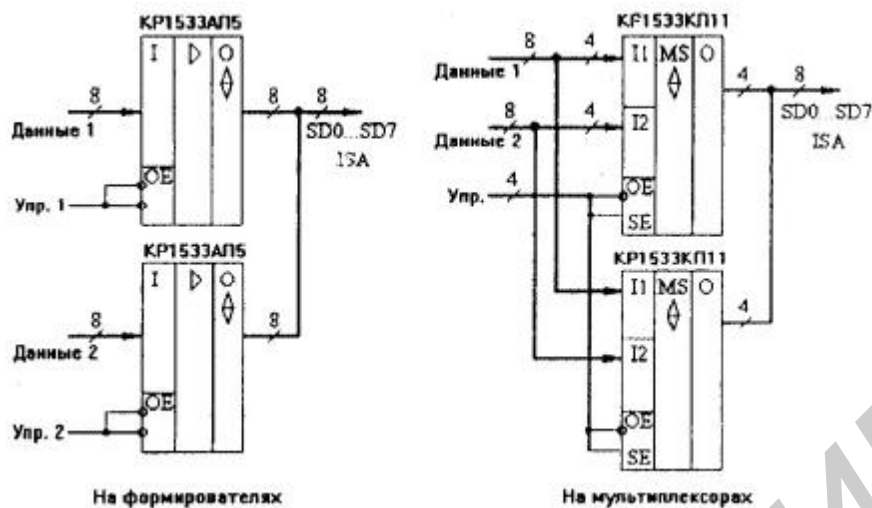 КР1533АП5
I
O
8
8
8
Данные 1
SD0...SD7
ISA
OE
Упр. 1
КР1533АП5
I
O
8
8
Данные 2
OE
Упр. 2
На формирователях
КР1533КП11
8
4
I1
MS
O
Данные 1
4
8
8
4
I2
SD0...SD7
Данные 2
ISA
4
Упр.
OE
SE
КР1533КП11
I1
MS
O
4
I2
OE
SE
На мультиплексорах